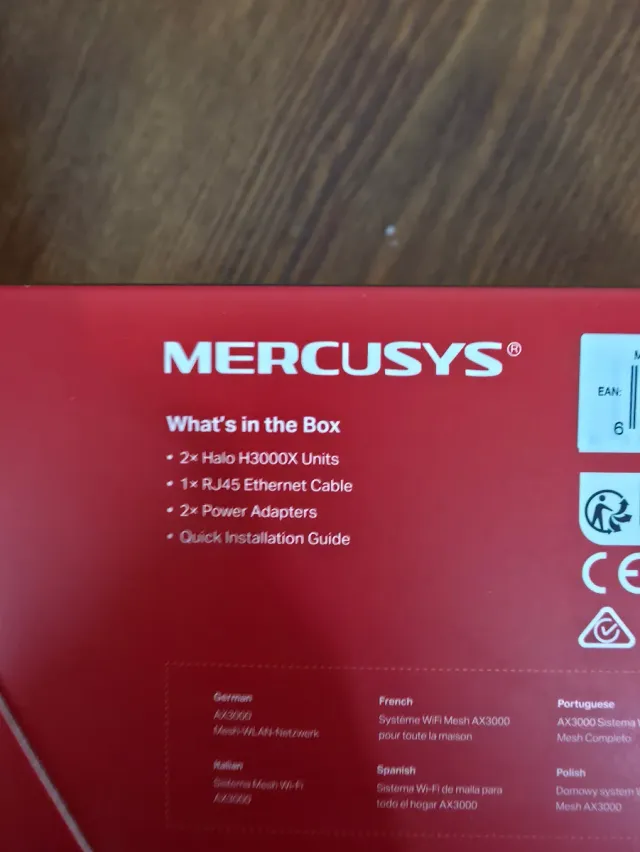 MERCUSYS®
What's in the Box
• 2× Halo H3000X Units
• 1× RJ45 Ethernet Cable
• 2× Power Adapters
• Quick Installation Guide
EAN:
6
CE
German
AX3000
Mesh-WLAN-Netzwerk
French
Système WiFi Mesh AX3000
pour toute la maison
Portuguese
AX3000 Sistema
Mesh Completo
Italian
Sistema Mesh Wi-Fi
AX3000
Spanish
Sistema Wi-Fi de malla para
todo el hogar AX3000
Polish
Domowy system
Mesh AX3000